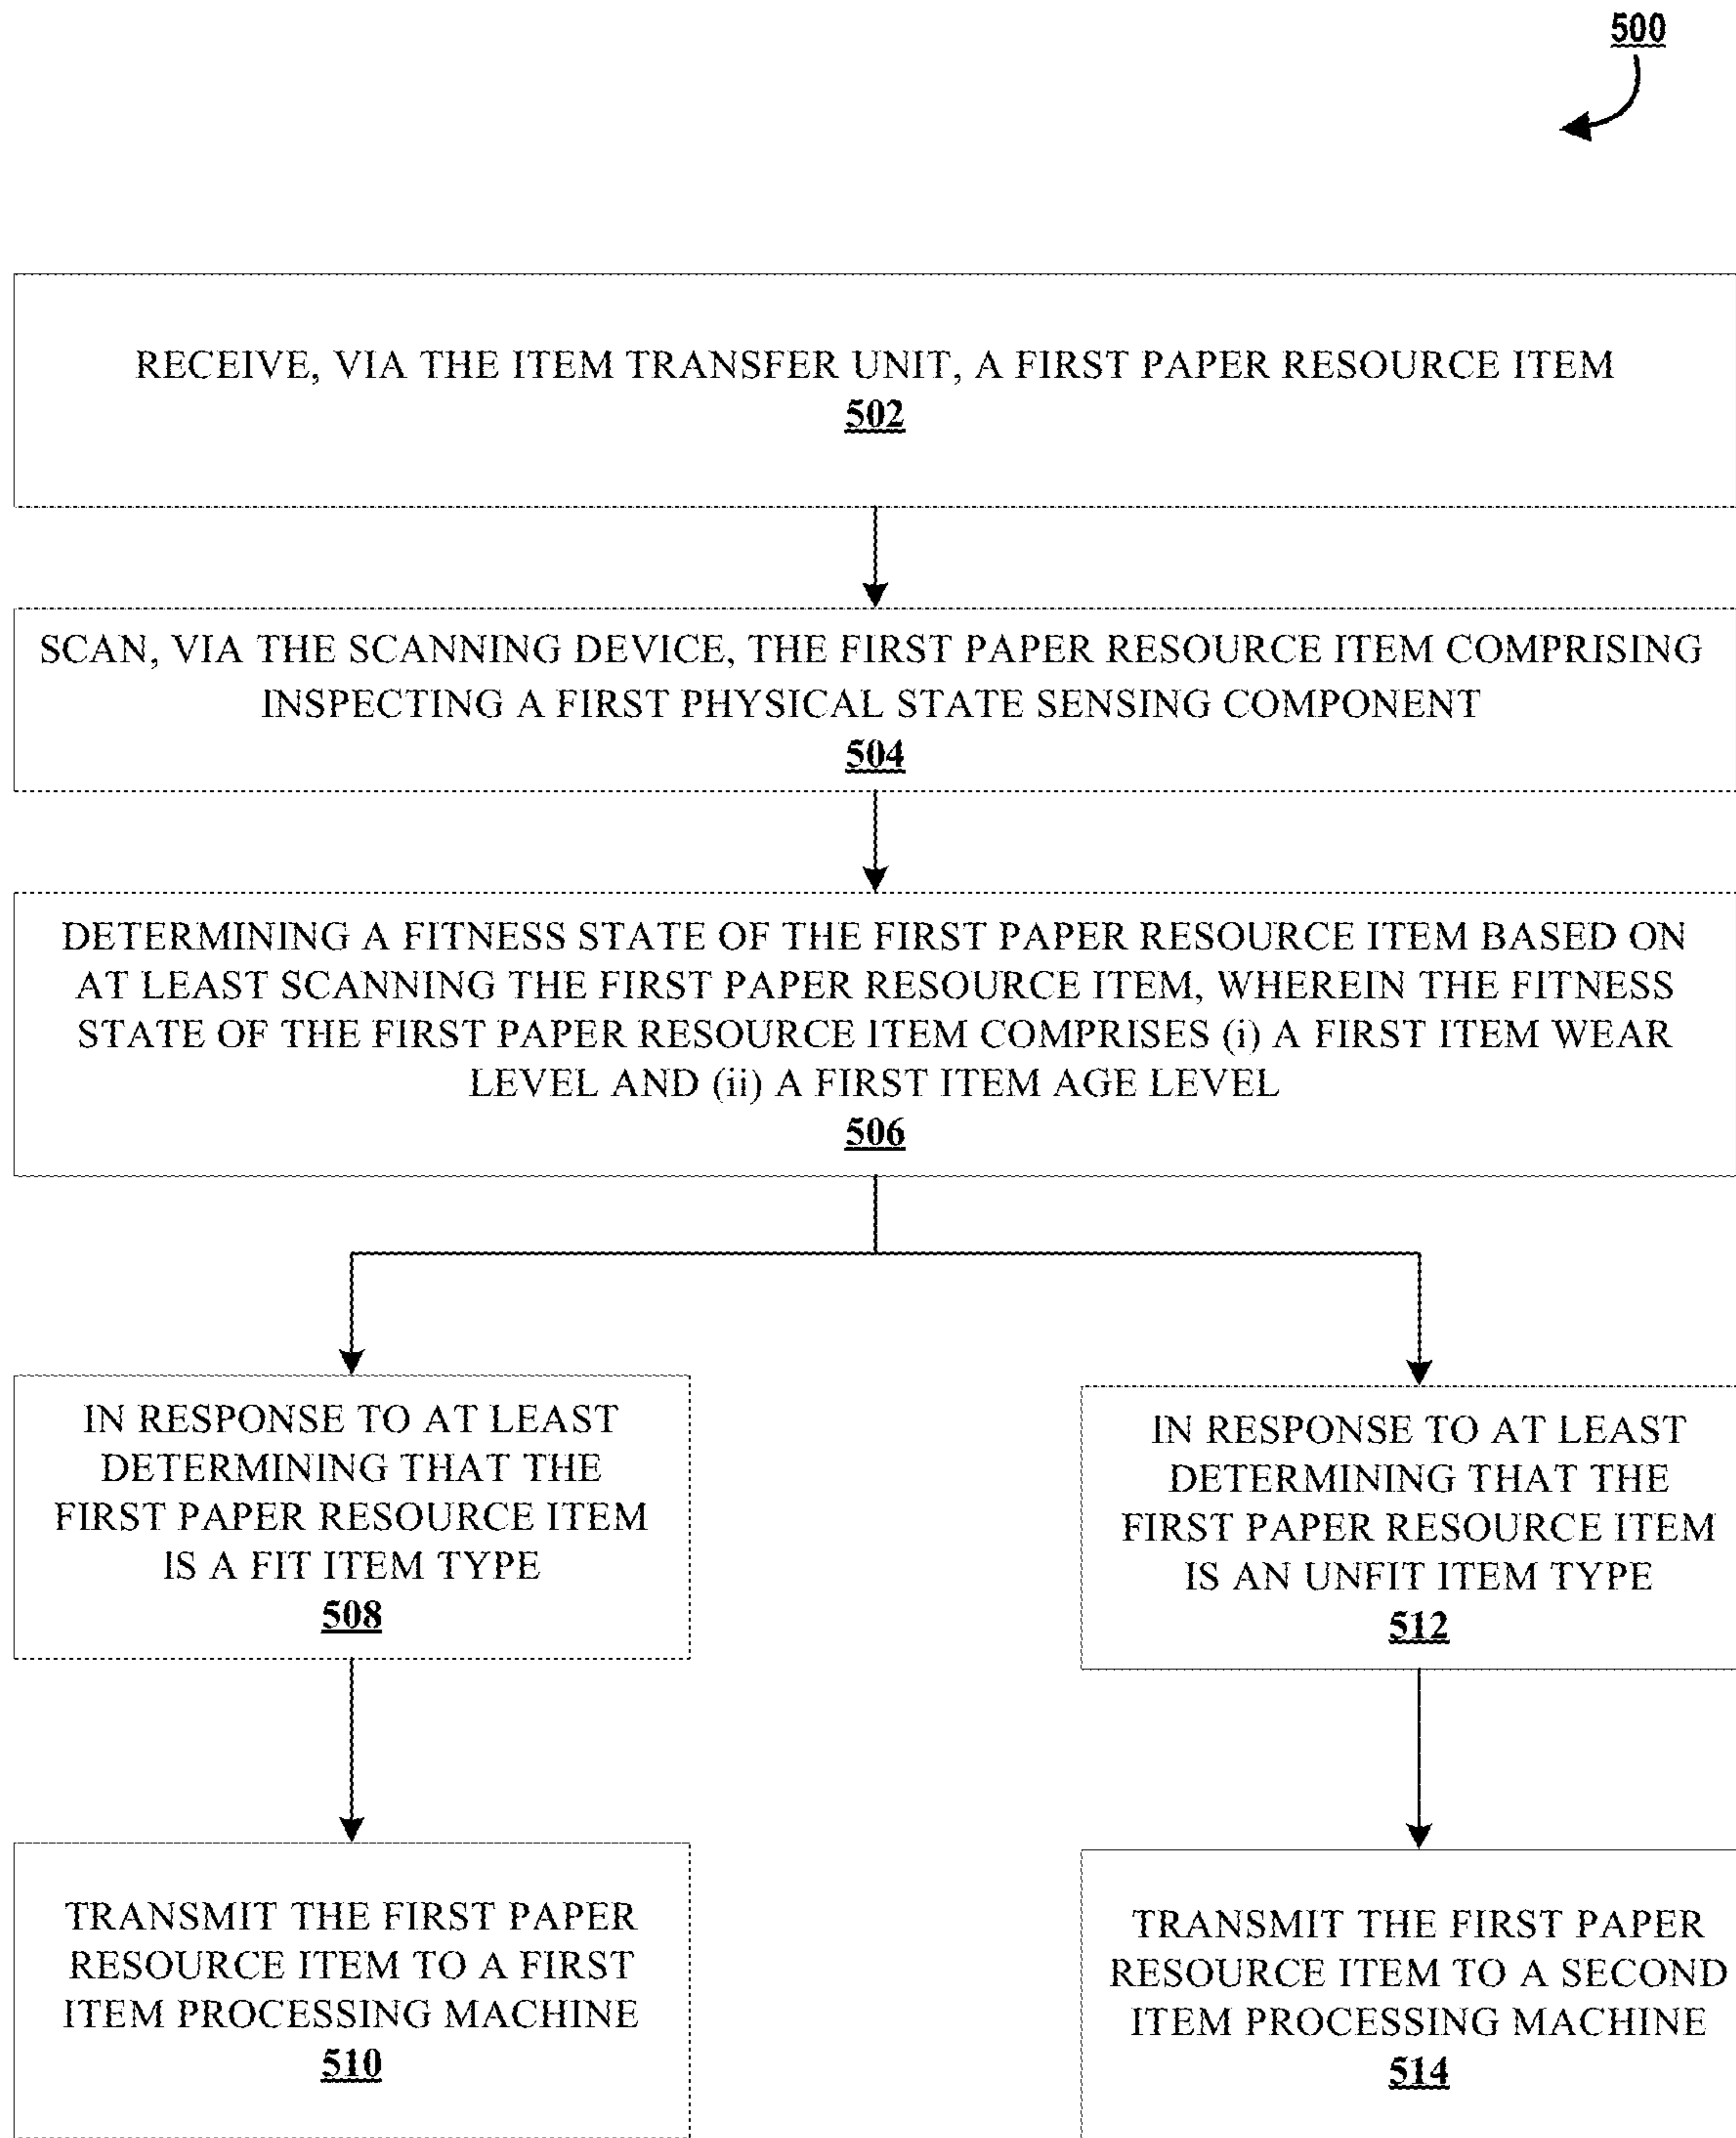 500
RECEIVE, VIA THE ITEM TRANSFER UNIT, A FIRST PAPER RESOURCE ITEM
502
SCAN, VIA THE SCANNING DEVICE, THE FIRST PAPER RESOURCE ITEM COMPRISING
INSPECTING A FIRST PHYSICAL STATE SENSING COMPONENT
504
DETERMINING A FITNESS STATE OF THE FIRST PAPER RESOURCE ITEM BASED ON
AT LEAST SCANNING THE FIRST PAPER RESOURCE ITEM, WHEREIN THE FITNESS
STATE OF THE FIRST PAPER RESOURCE ITEM COMPRISES (i) A FIRST ITEM WEAR
LEVEL AND (ii) A FIRST ITEM AGE LEVEL
506
IN RESPONSE TO AT LEAST
DETERMINING THAT THE
FIRST PAPER RESOURCE ITEM
IS A FIT ITEM TYPE
508
IN RESPONSE TO AT LEAST
DETERMINING THAT THE
FIRST PAPER RESOURCE ITEM
IS AN UNFIT ITEM TYPE
512
TRANSMIT THE FIRST PAPER
RESOURCE ITEM TO A FIRST
ITEM PROCESSING MACHINE
510
TRANSMIT THE FIRST PAPER
RESOURCE ITEM TO A SECOND
ITEM PROCESSING MACHINE
514